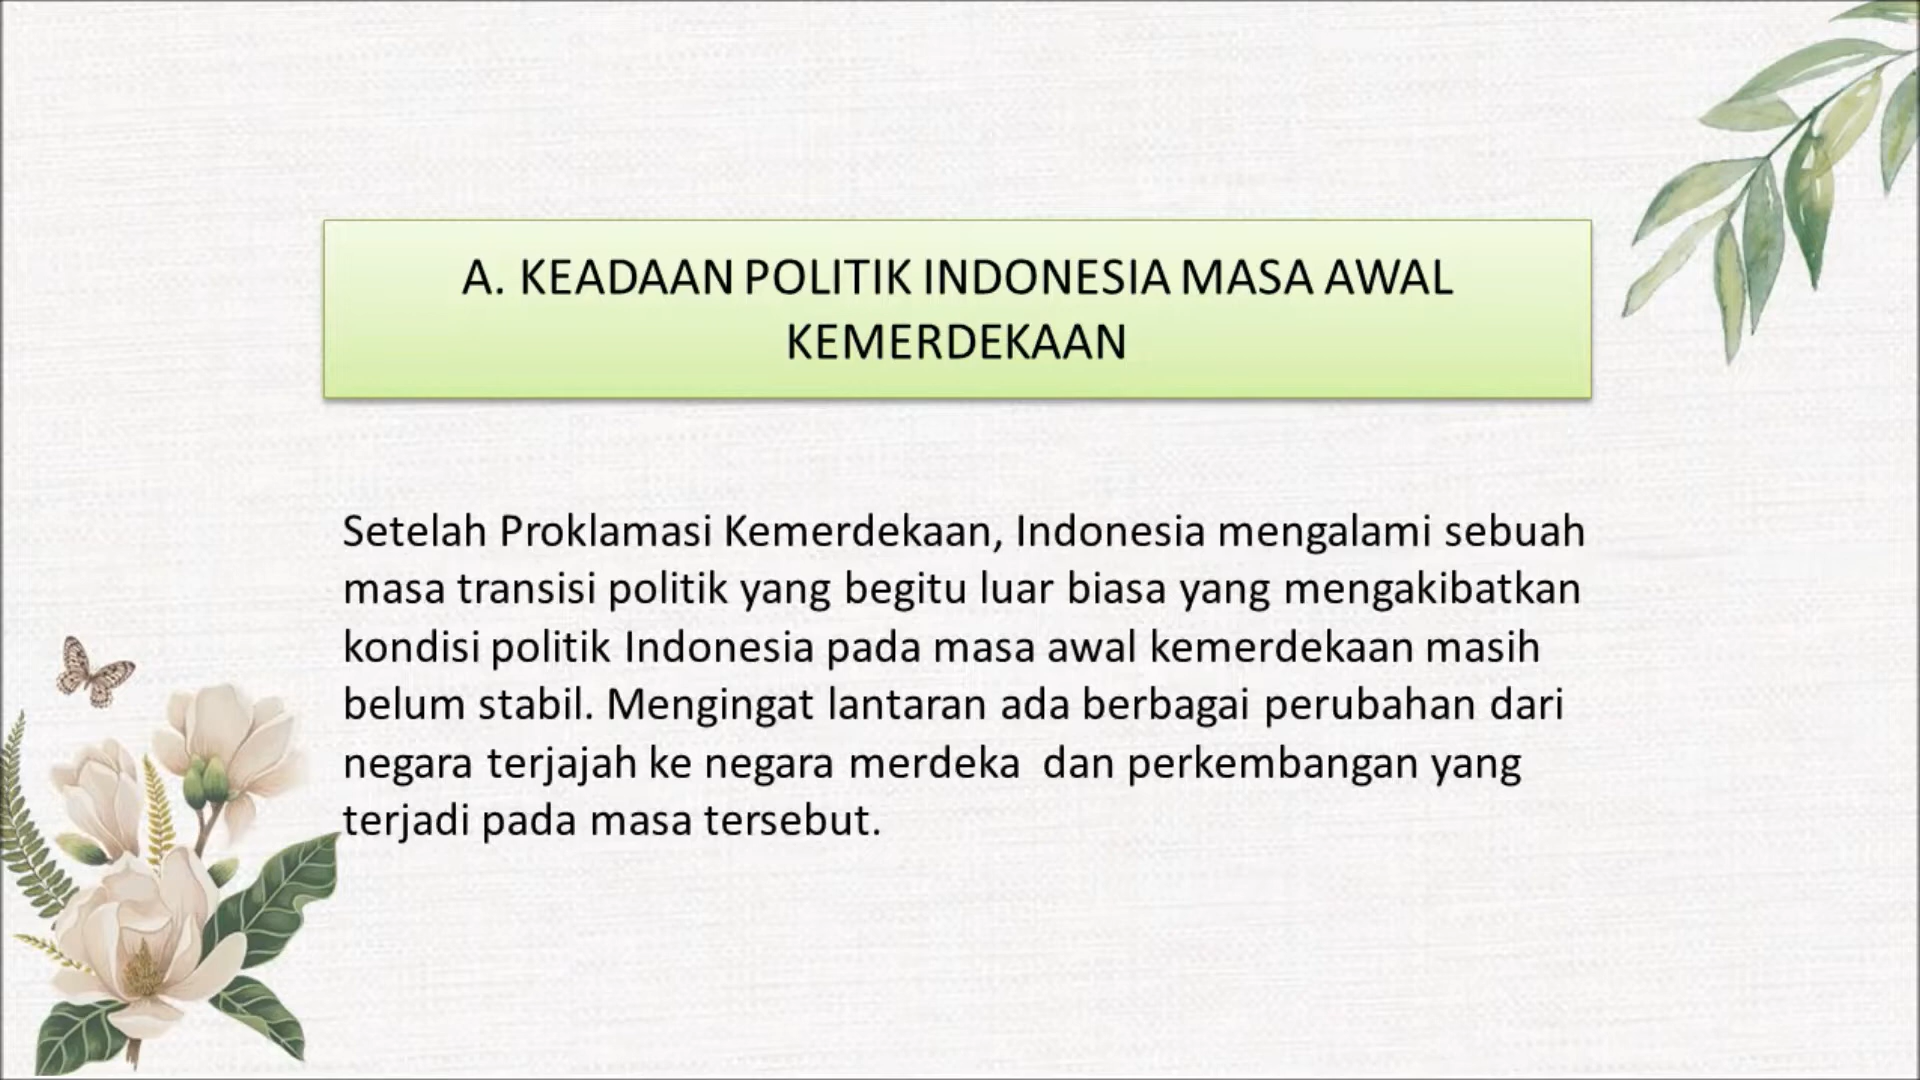 A. KEADAAN POLITIK INDONESIA MASA AWAL
KEMERDEKAAN
Setelah Proklamasi Kemerdekaan, Indonesia mengalami sebuah
masa transisi politik yang begitu luar biasa yang mengakibatkan
kondisi politik Indonesia pada masa awal kemerdekaan masih
belum stabil. Mengingat lantaran ada berbagai perubahan dari
negara terjajah ke negara merdeka  dan perkembangan yang
terjadi pada masa tersebut.